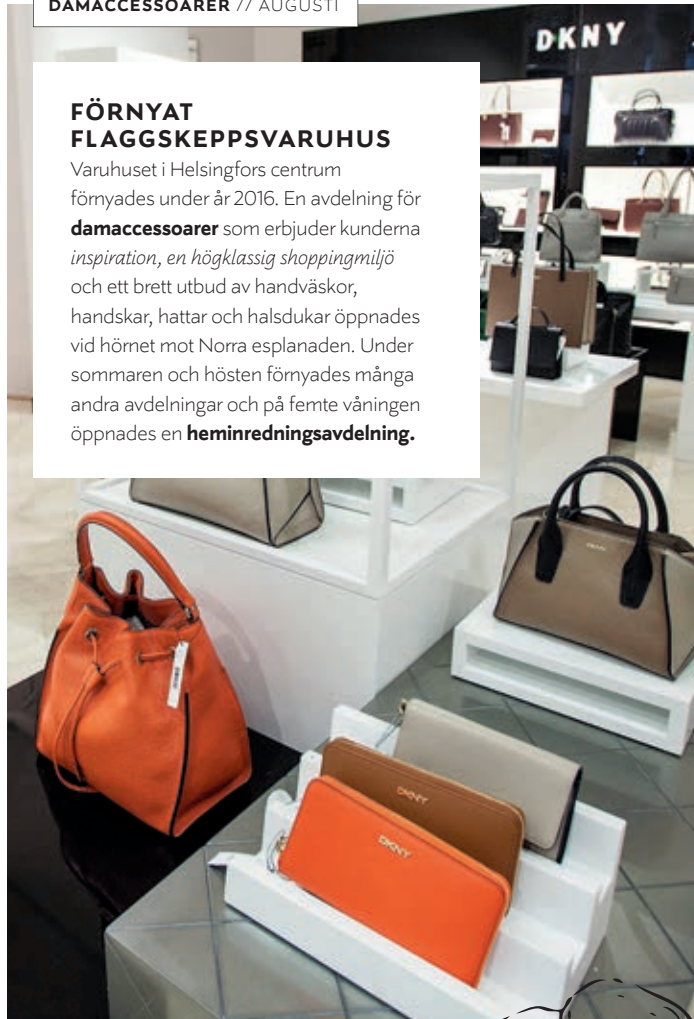 DAMACCESSOARER // AUGUSTI
DKNY
FÖRNYAT
FLAGGSKEPPSVARUHUS
Varuhuset i Helsingfors centrum
förnyades under år 2016. En avdelning för
damaccessoarer som erbjuder kunderna
inspiration, en högklassig shoppingmiljö
och ett brett utbud av handväskor,
handskar, hattar och halsdukar öppnades
vid hörnet mot Norra esplanaden. Under
sommaren och hösten förnyades många
andra avdelningar och på femte våningen
öppnades en heminredningsavdelning.
DKNY
DKNY
DKNY